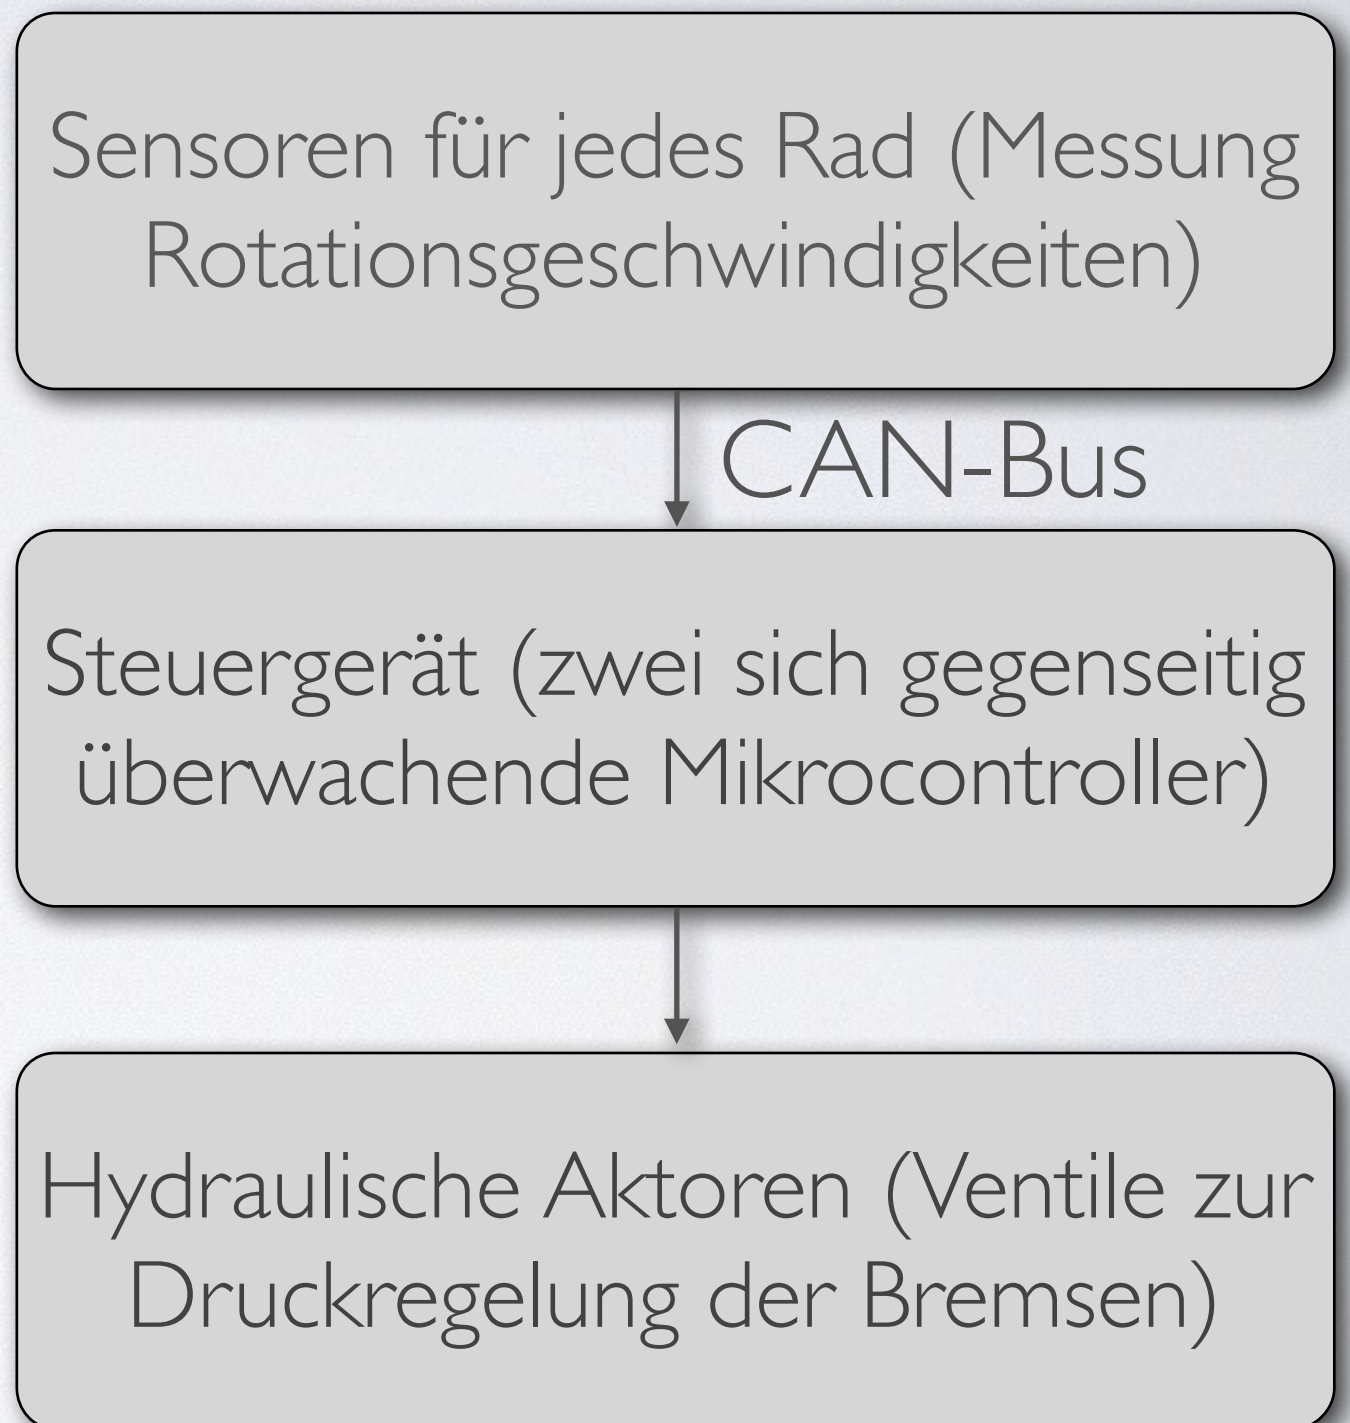 Sensoren für jedes Rad (Messung
Rotationsgeschwindigkeiten)
CAN-Bus
Steuergerät (zwei sich gegenseitig
überwachende Mikrocontroller)
Hydraulische Aktoren (Ventile zur
Druckregelung der Bremsen)